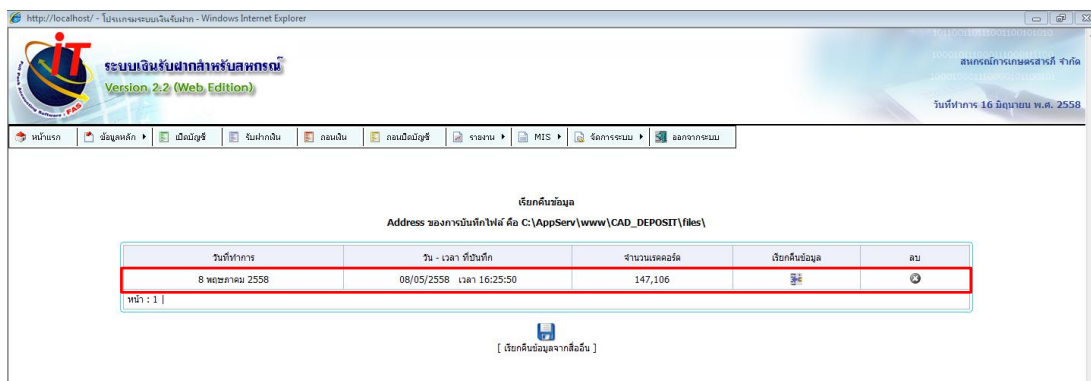 http://localhost/ - โปรแกรมระบบเงินรับฝาก - Windows Internet Explorer
iT
FAS
ระบบเงินรับฝากสำหรับสหกรณ์
Version 2.2 (Web Edition)
สหกรณ์การเกษตรสารภี จำกัด
วันที่ทำการ 16 มิถุนายน พ.ศ. 2558
หน้าแรก ข้อมูลหลัก เปิดบัญชี รับฝากเงิน ถอนเงิน ถอนปิดบัญชี รายงาน MIS จัดการระบบ ออกจากระบบ
เรียกคืนข้อมูล
Address ของการบันทึกไฟล์ คือ C:\AppServ\www\CAD_DEPOSIT\files\
วันที่ทำการ วัน - เวลา ที่บันทึก จำนวนเรคคอร์ด เรียกคืนข้อมูล ลบ
8 พฤษภาคม 2558 08/05/2558 เวลา 16:25:50 147,106
หน้า : 1 |
[ เรียกคืนข้อมูลจากสื่ออื่น ]